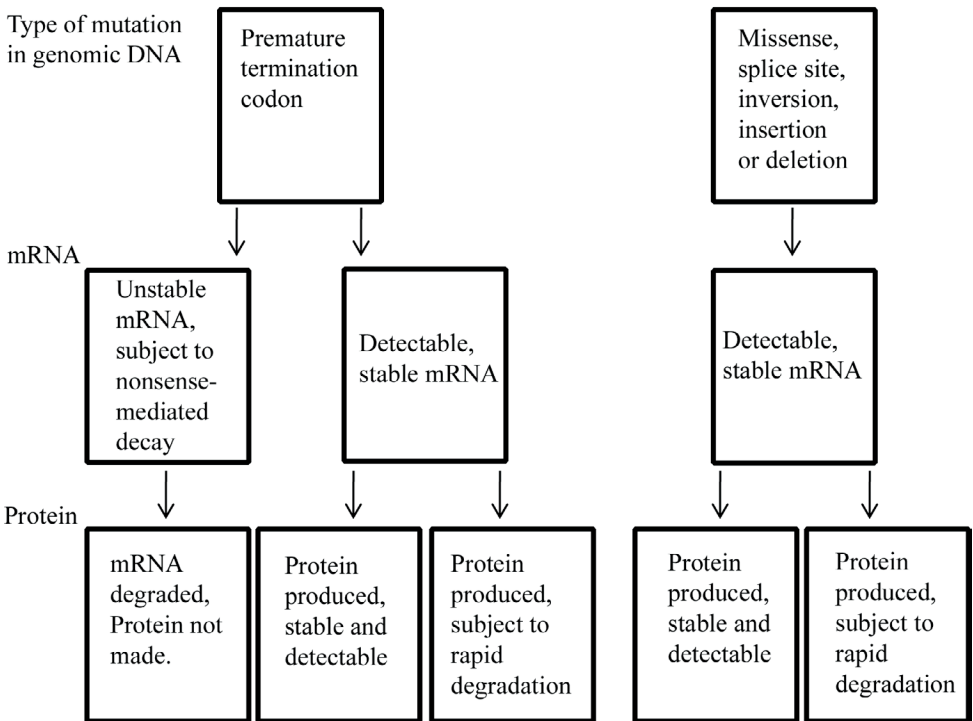 Type of mutation
in genomic DNA
Premature
termination
codon
Missense,
splice site,
inversion,
insertion
or deletion
mRNA
Unstable
mRNA,
subject to
nonsense-
mediated
decay
Detectable,
stable mRNA
Detectable,
stable mRNA
Protein
mRNA
degraded,
Protein not
made.
Protein
produced,
stable and
detectable
Protein
produced,
subject to
rapid
degradation
Protein
produced,
stable and
detectable
Protein
produced,
subject to
rapid
degradation